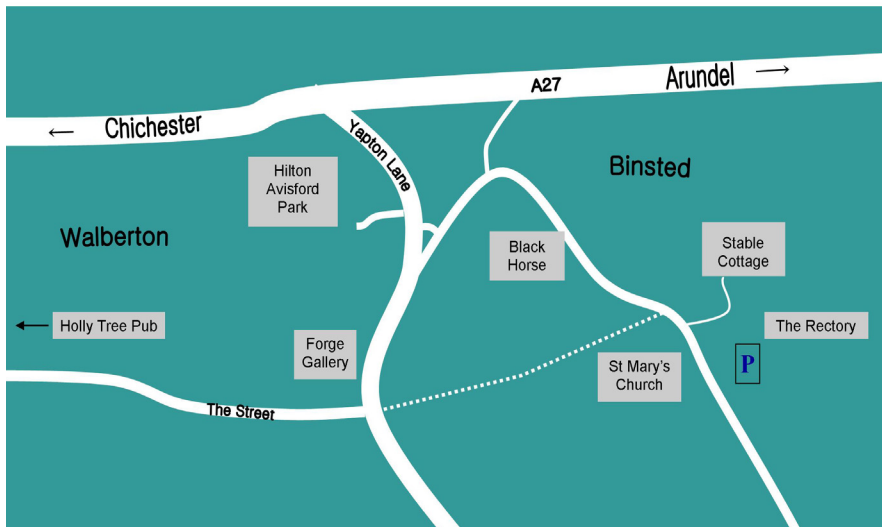 A27
Arundel →
← Chichester
Yapton Lane
Hilton
Avisford
Park
Binsted
Walberton
Black
Horse
Stable
Cottage
← Holly Tree Pub
The Rectory
Forge
Gallery
P
St Mary's
Church
The Street